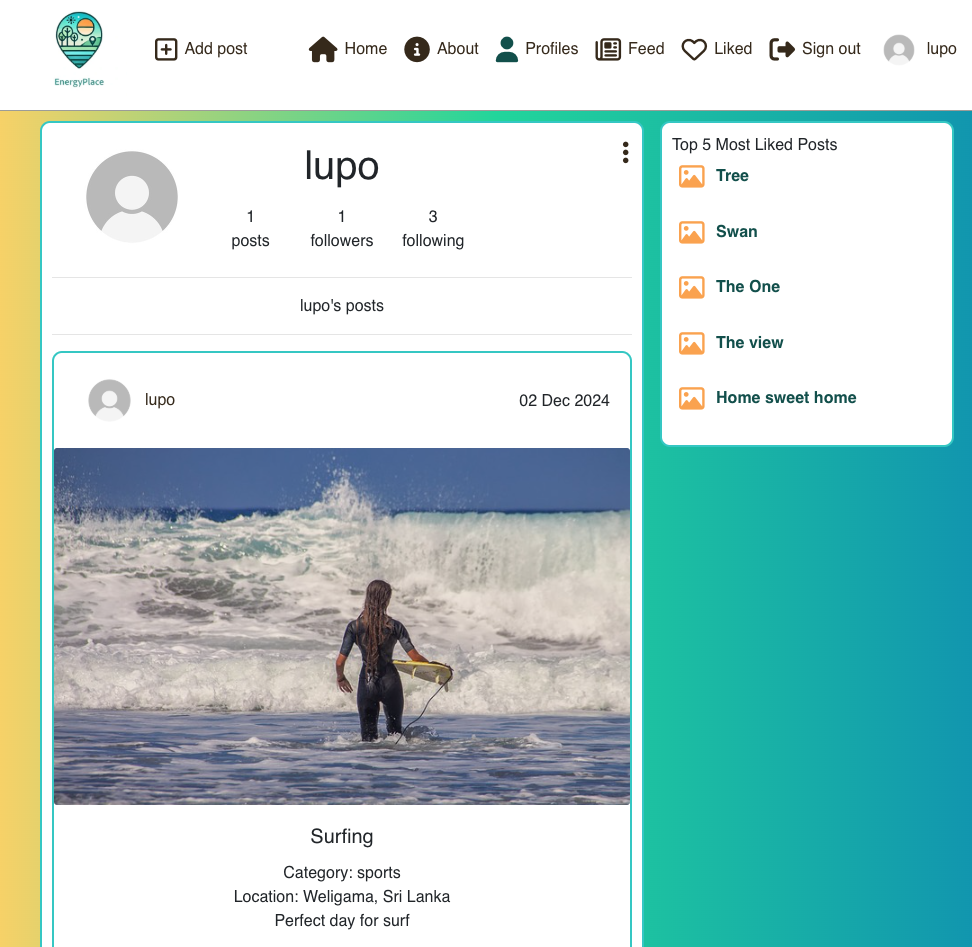 EnergyPlace
Add post
Home
About
Profiles
Feed
Liked
Sign out
lupo
lupo
1 posts
1 followers
3 following
lupo's posts
lupo
02 Dec 2024
Surfing
Category: sports
Location: Weligama, Sri Lanka
Perfect day for surf
Top 5 Most Liked Posts
Tree
Swan
The One
The view
Home sweet home